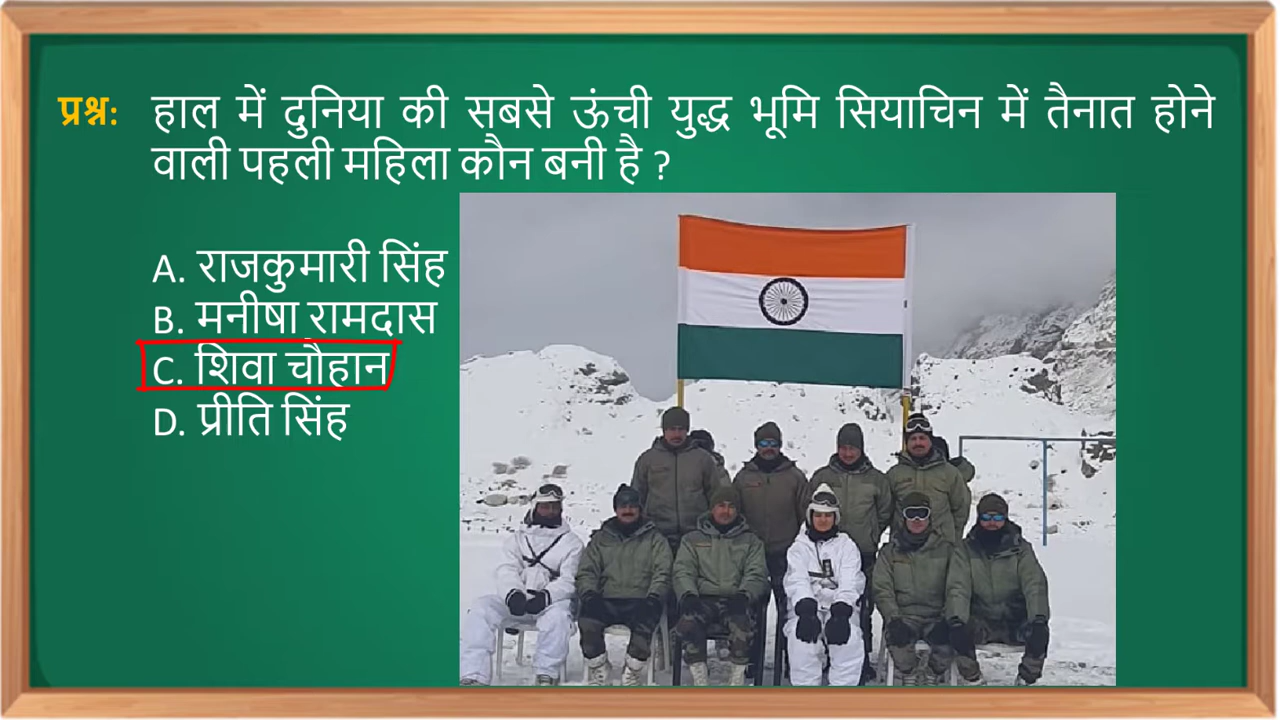 प्रश्न: हाल में दुनिया की सबसे ऊंची युद्ध भूमि सियाचिन में तैनात होने
वाली पहली महिला कौन बनी है ?
A. राजकुमारी सिंह
B. मनीषा रामदास
C. शिवा चौहान
D. प्रीति सिंह